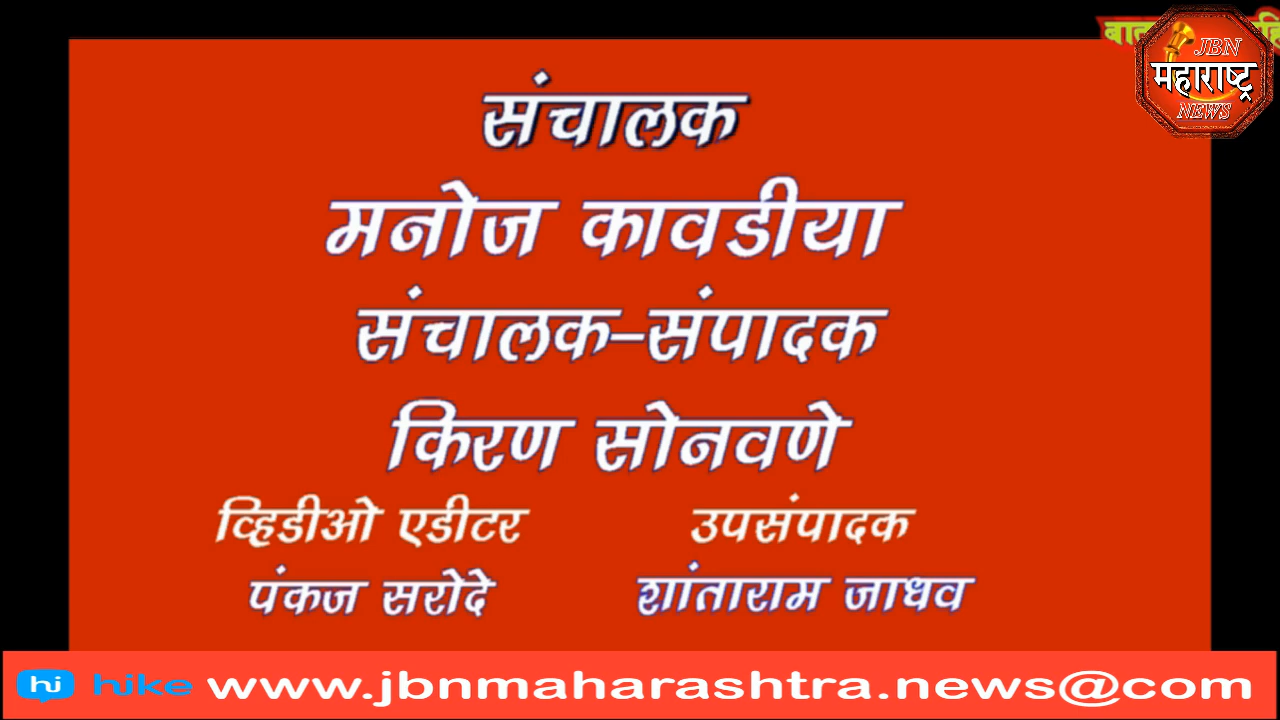 JBN
महाराष्ट्र
NEWS
संचालक
मनोज कावडीया
संचालक-संपादक
किरण सोनवणे
व्हिडीओ एडीटर उपसंपादक
पंकज सरोदे शांताराम जाधव
hi hike www.jbnmaharashtra.news@com